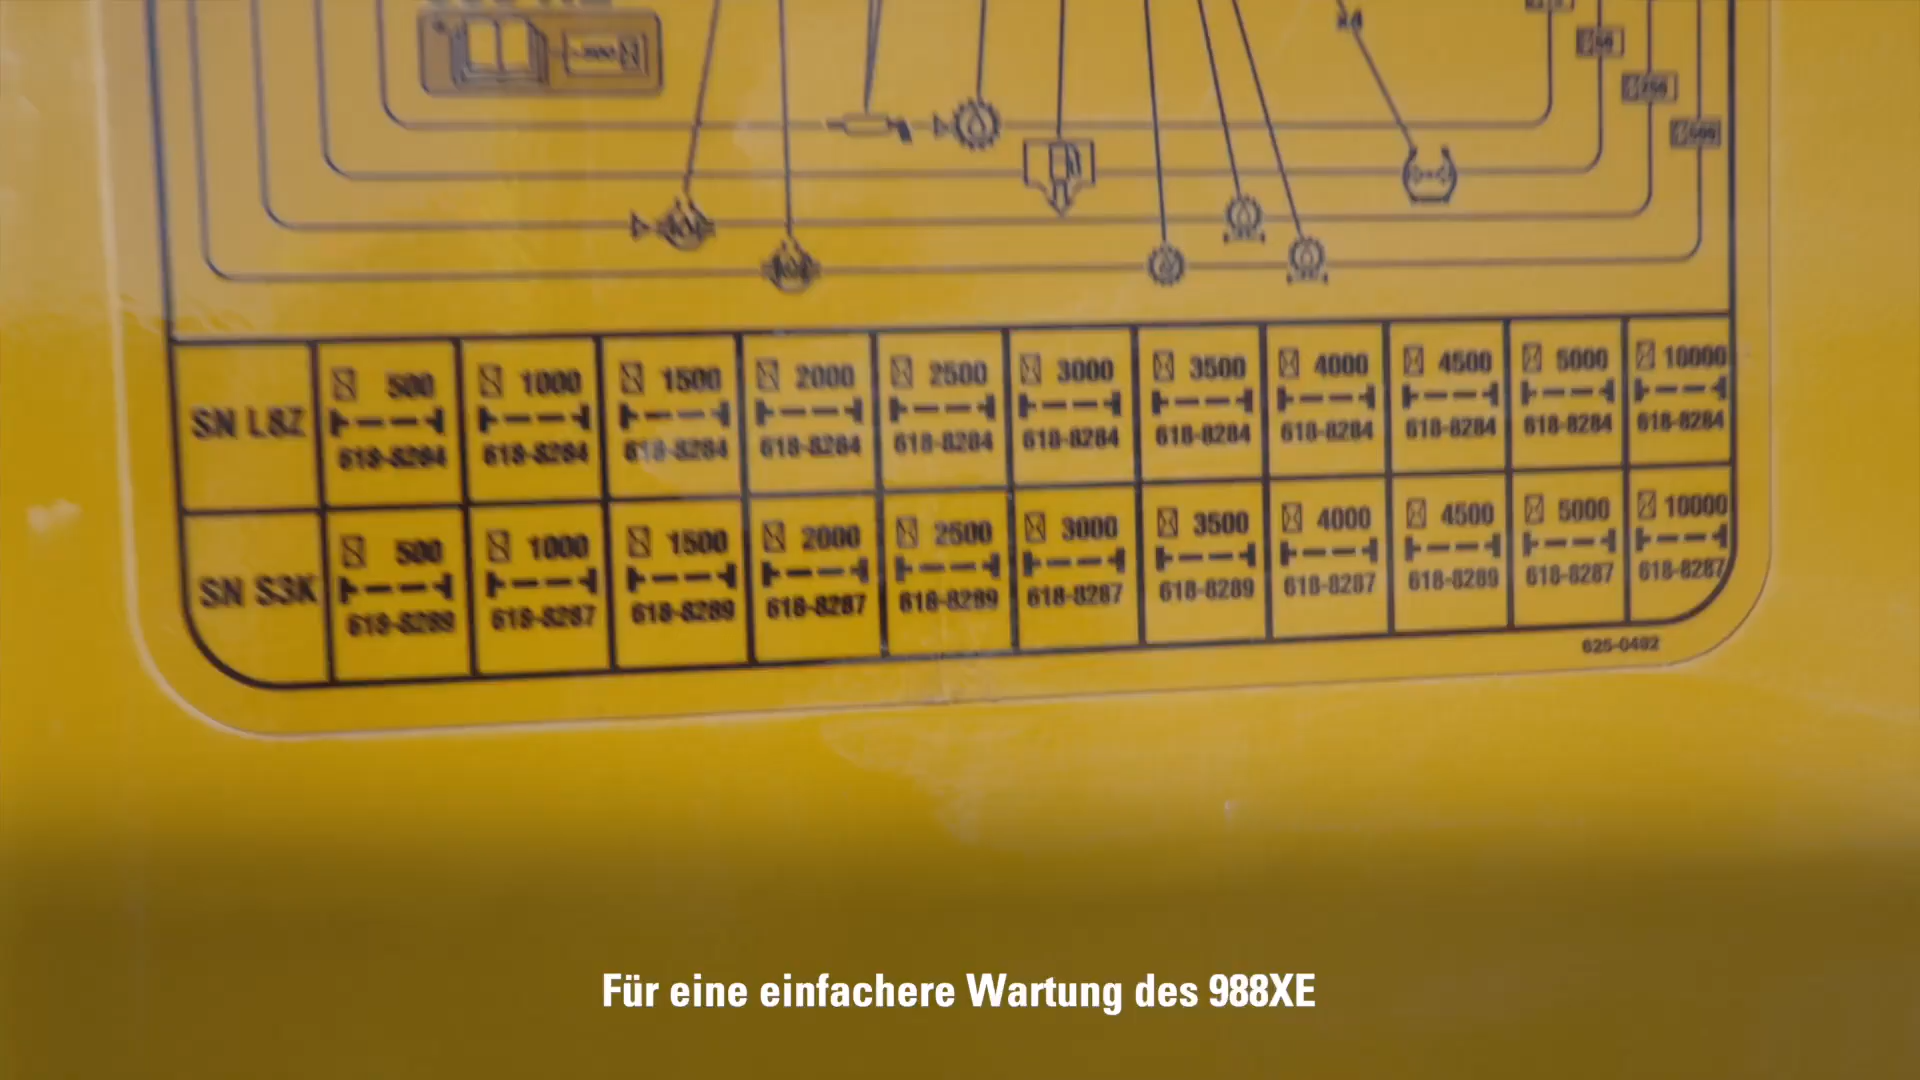 x4
50
250
500
SN L8Z
500 1000 1500 2000 2500 3000 3500 4000 4500 5000 10000
618-8284 618-8284 618-8284 618-8284 618-8284 618-8284 618-8284 618-8284 618-8284 618-8284 618-8284
SN S3K
500 1000 1500 2000 2500 3000 3500 4000 4500 5000 10000
618-8289 618-8287 618-8289 618-8287 618-8289 618-8287 618-8289 618-8287 618-8289 618-8287 618-8287
625-0492
Für eine einfachere Wartung des 988XE